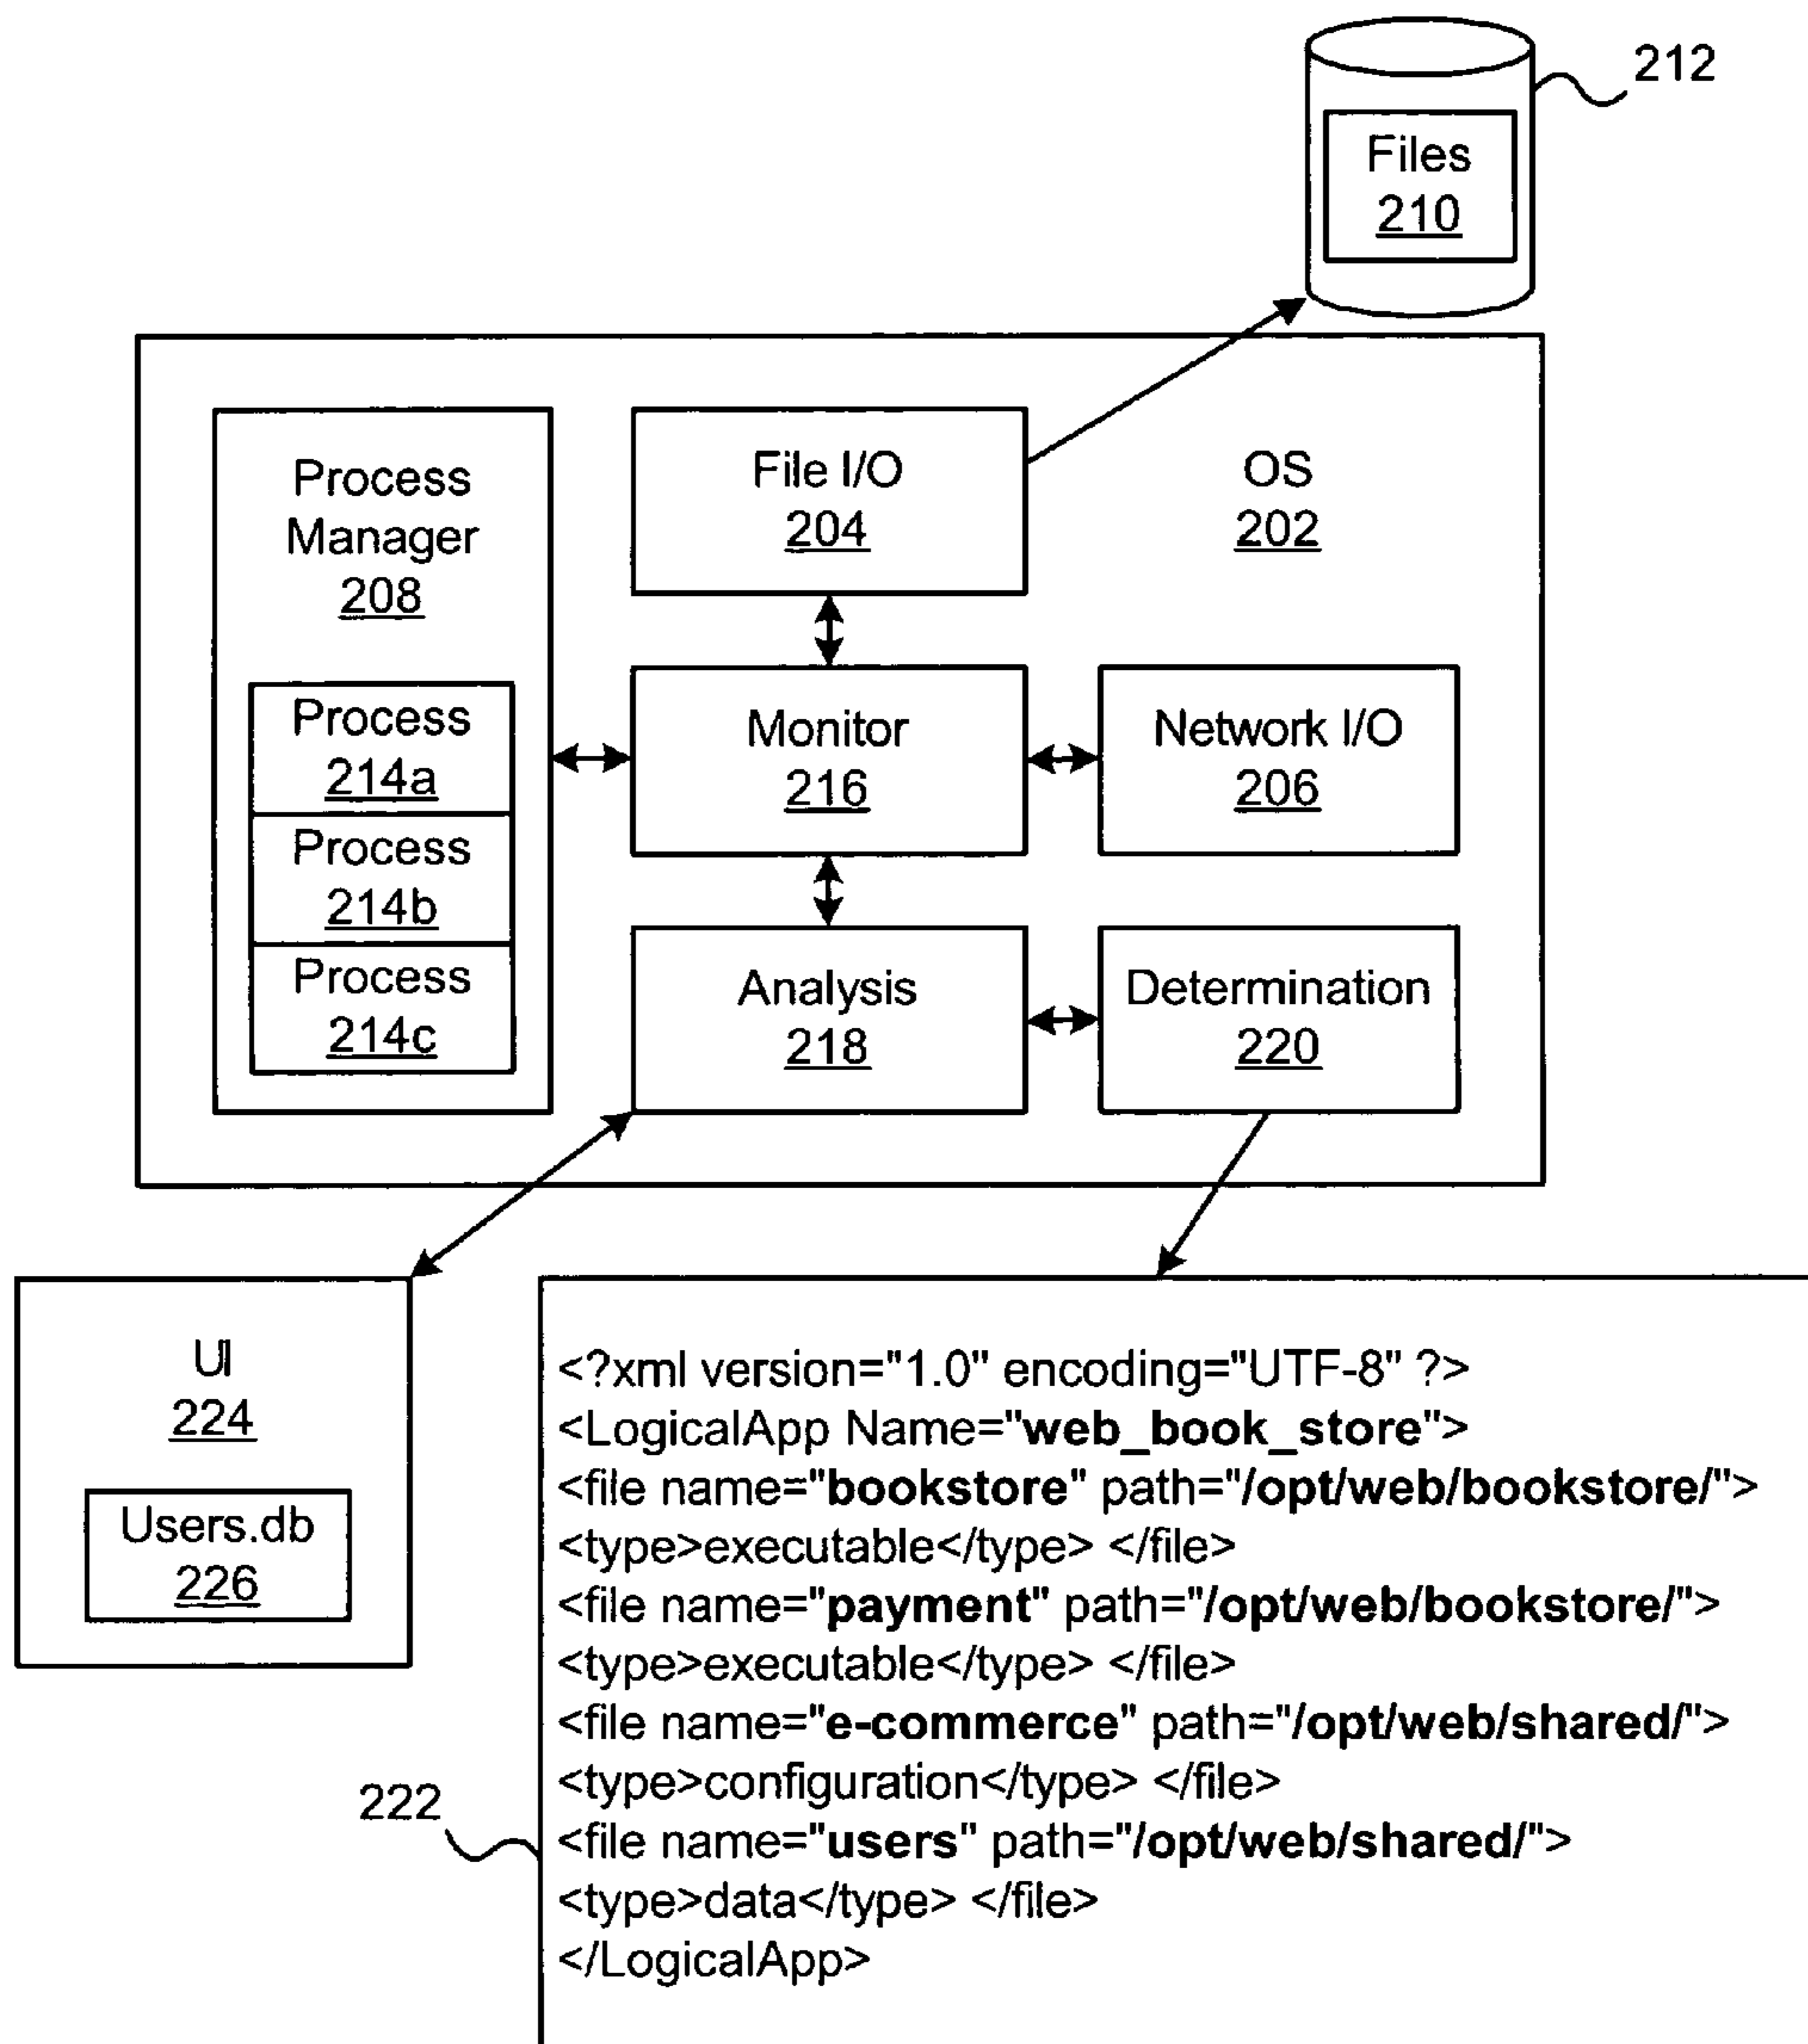 212
Files
210
Process
Manager
208
File I/O
204
OS
202
Process
214a
Process
214b
Process
214c
Monitor
216
Network I/O
206
Analysis
218
Determination
220
UI
224
Users.db
226
222
<?xml version="1.0" encoding="UTF-8" ?>
<LogicalApp Name="web_book_store">
<file name="bookstore" path="/opt/web/bookstore/">
<type>executable</type> </file>
<file name="payment" path="/opt/web/bookstore/">
<type>executable</type> </file>
<file name="e-commerce" path="/opt/web/shared/">
<type>configuration</type> </file>
<file name="users" path="/opt/web/shared/">
<type>data</type> </file>
</LogicalApp>